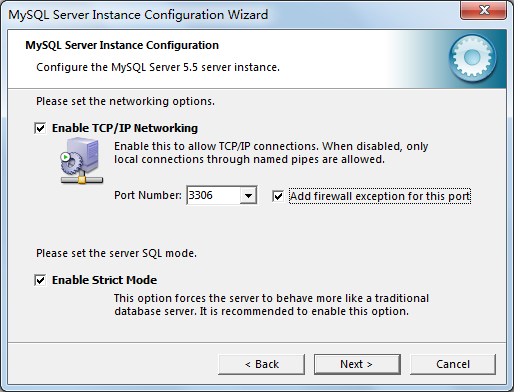 MySQL Server Instance Configuration Wizard
MySQL Server Instance Configuration
Configure the MySQL Server 5.5 server instance.
Please set the networking options.
Enable TCP/IP Networking
Enable this to allow TCP/IP connections. When disabled, only
local connections through named pipes are allowed.
Port Number: 3306 Add firewall exception for this port
Please set the server SQL mode.
Enable Strict Mode
This option forces the server to behave more like a traditional
database server. It is recommended to enable this option.
< Back Next > Cancel